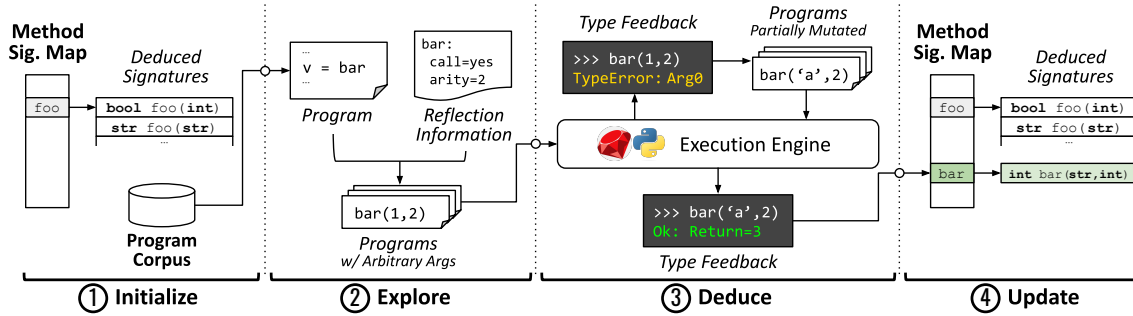 Method
Sig. Map
foo
Deduced
Signatures
bool foo(int)
str foo(str)
…
Program
Corpus
① Initialize
…
v = bar
…
Program
bar:
call=yes
arity=2
Reflection
Information
bar(1,2)
Programs
w/ Arbitrary Args
② Explore
Type Feedback
>>> bar(1,2)
TypeError: Arg0
Programs
Partially Mutated
bar(‘a’,2)
Execution Engine
>>> bar(‘a’,2)
Ok: Return=3
Type Feedback
③ Deduce
Method
Sig. Map
foo
bar
Deduced
Signatures
bool foo(int)
str foo(str)
…
int bar(str,int)
④ Update